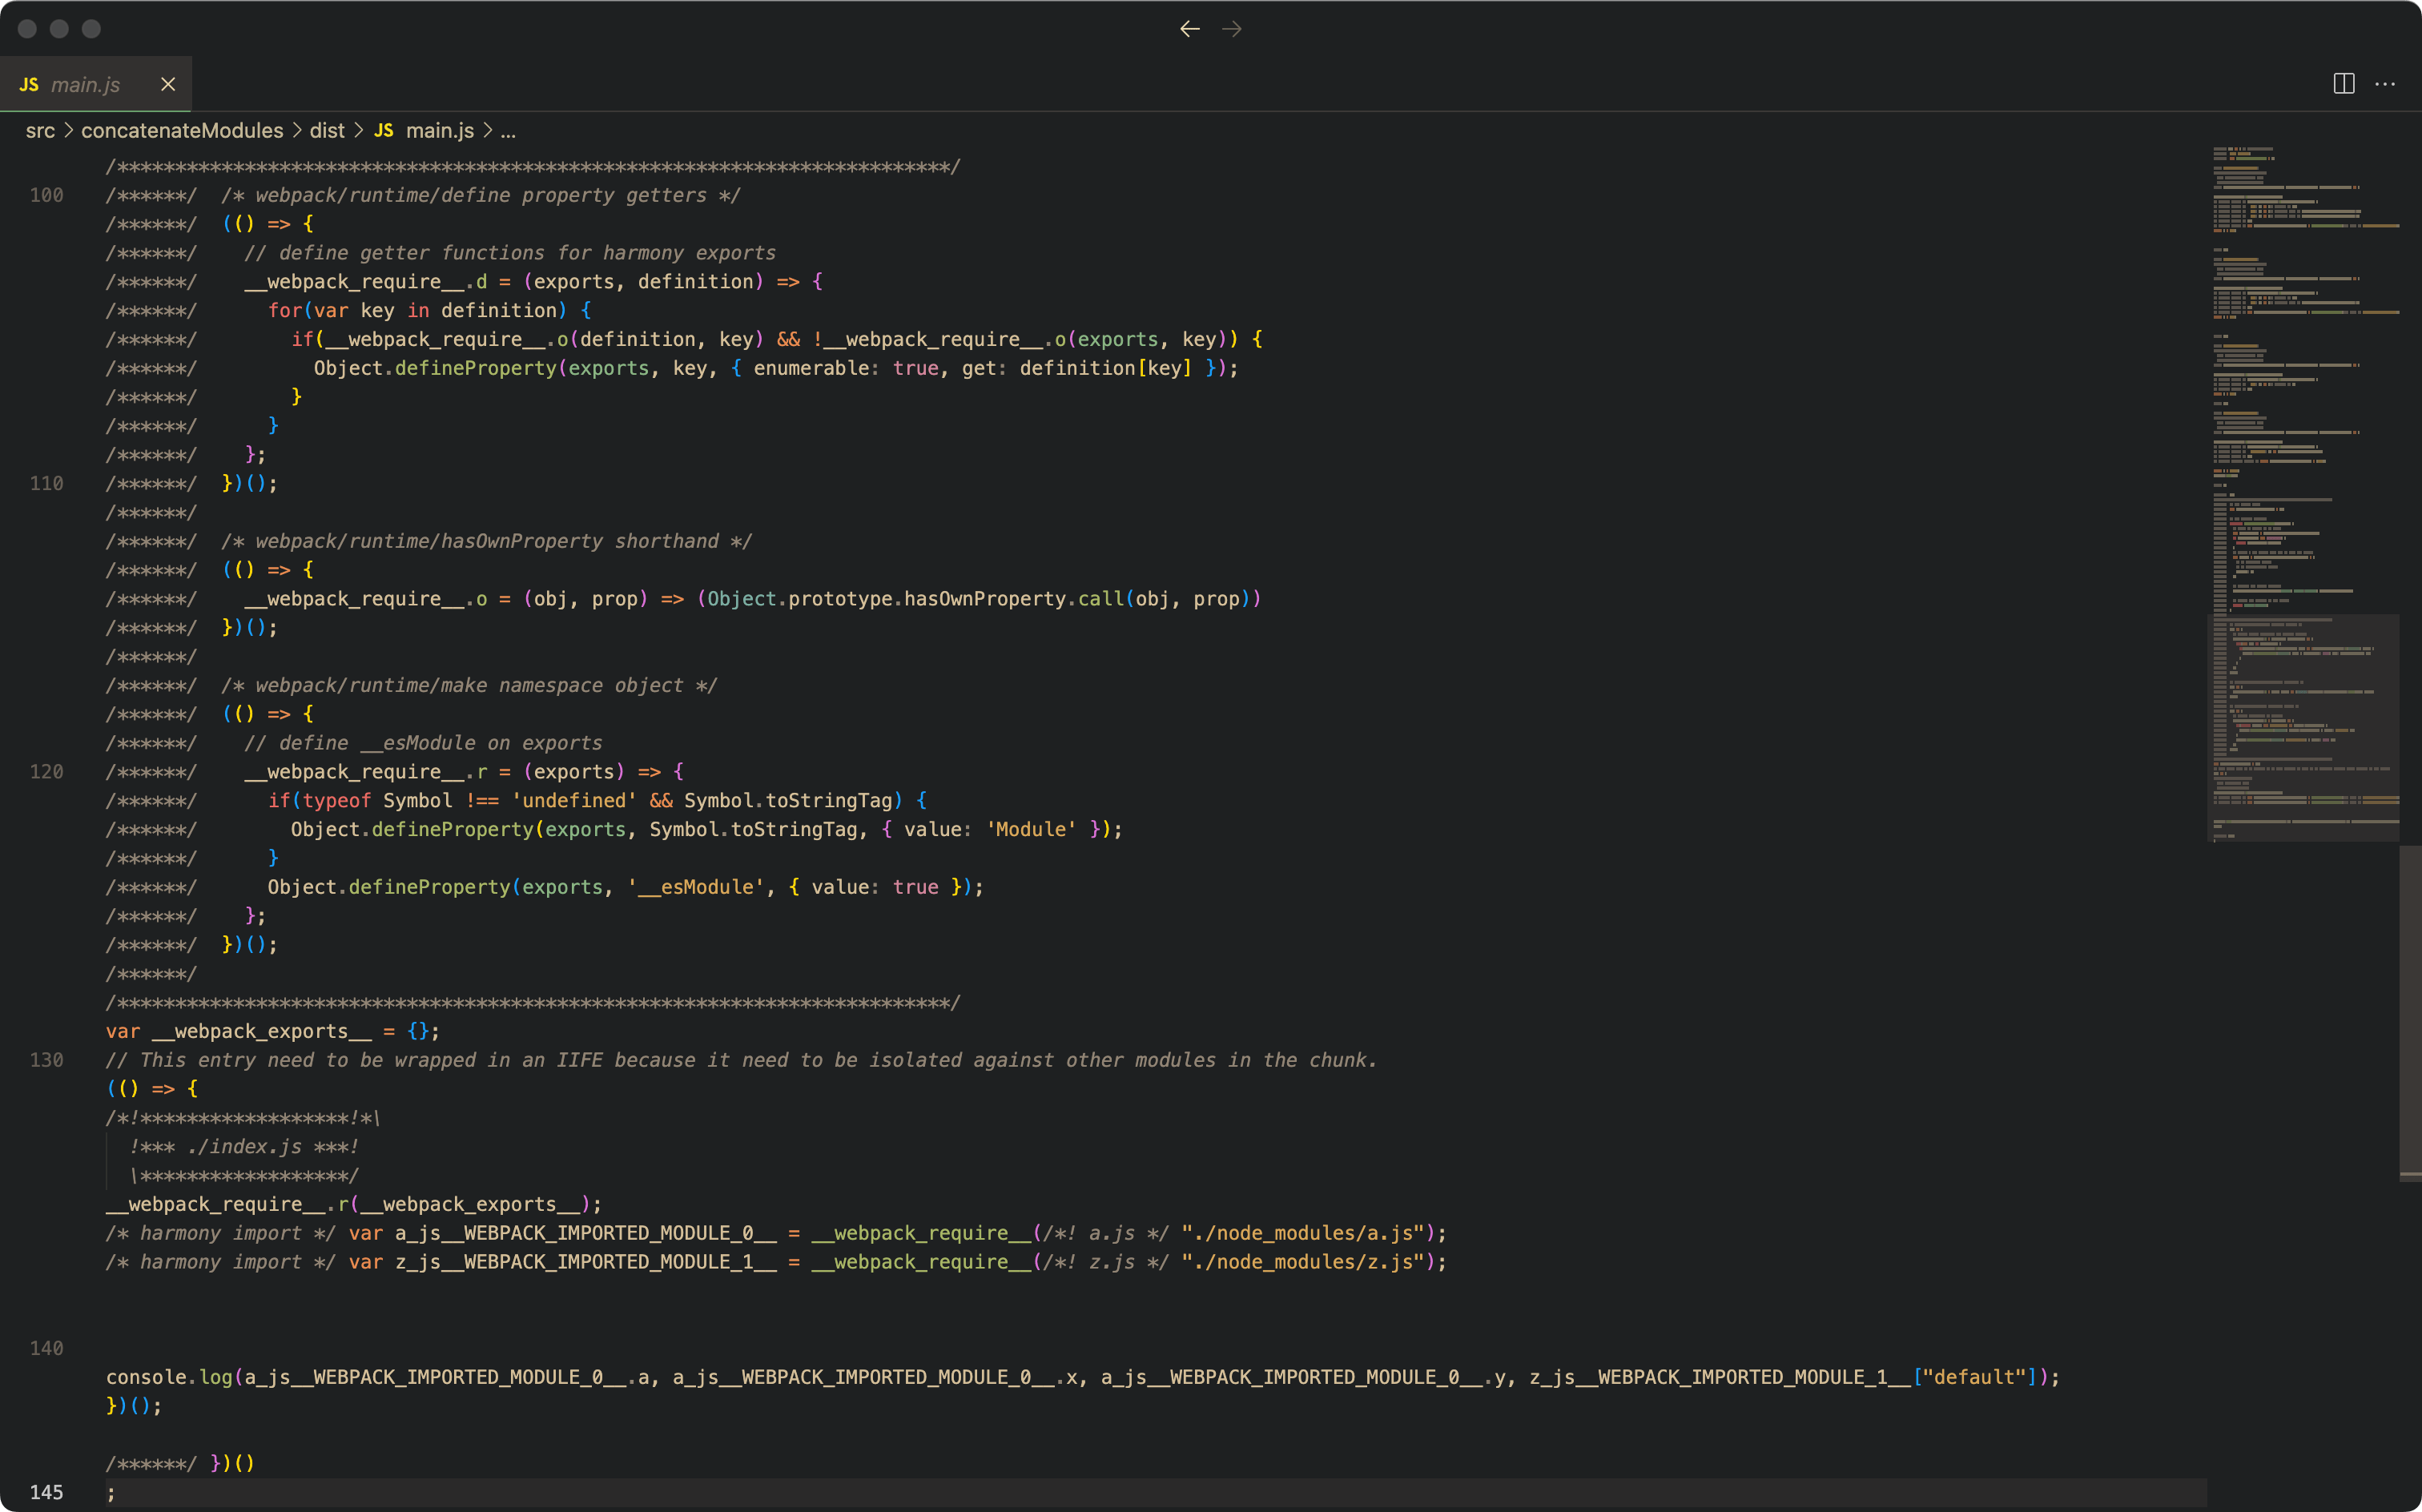 JS main.js
src > concatenateModules > dist > JS main.js > ...
/************************************************************************/
100 /******/ /* webpack/runtime/define property getters */
/******/ (() => {
/******/ // define getter functions for harmony exports
/******/ __webpack_require__.d = (exports, definition) => {
/******/ for(var key in definition) {
/******/ if(__webpack_require__.o(definition, key) && !__webpack_require__.o(exports, key)) {
/******/ Object.defineProperty(exports, key, { enumerable: true, get: definition[key] });
/******/ }
/******/ }
/******/ };
110 /******/ })();
/******/
/******/ /* webpack/runtime/hasOwnProperty shorthand */
/******/ (() => {
/******/ __webpack_require__.o = (obj, prop) => (Object.prototype.hasOwnProperty.call(obj, prop))
/******/ })();
/******/
/******/ /* webpack/runtime/make namespace object */
/******/ (() => {
/******/ // define __esModule on exports
120 /******/ __webpack_require__.r = (exports) => {
/******/ if(typeof Symbol !== 'undefined' && Symbol.toStringTag) {
/******/ Object.defineProperty(exports, Symbol.toStringTag, { value: 'Module' });
/******/ }
/******/ Object.defineProperty(exports, '__esModule', { value: true });
/******/ };
/******/ })();
/******/
/************************************************************************/
var __webpack_exports__ = {};
130 // This entry need to be wrapped in an IIFE because it need to be isolated against other modules in the chunk.
(() => {
/*!******************!*\
!*** ./index.js ***!
\******************/
__webpack_require__.r(__webpack_exports__);
/* harmony import */ var a_js__WEBPACK_IMPORTED_MODULE_0__ = __webpack_require__(/*! a.js */ "./node_modules/a.js");
/* harmony import */ var z_js__WEBPACK_IMPORTED_MODULE_1__ = __webpack_require__(/*! z.js */ "./node_modules/z.js");
140
console.log(a_js__WEBPACK_IMPORTED_MODULE_0__.a, a_js__WEBPACK_IMPORTED_MODULE_0__.x, a_js__WEBPACK_IMPORTED_MODULE_0__.y, z_js__WEBPACK_IMPORTED_MODULE_1__["default"]);
})();
/******/ })()
145 ;